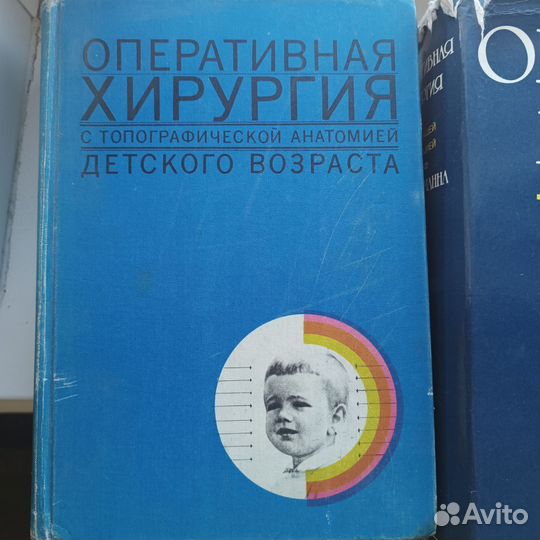 ОПЕРАТИВНАЯ
ХИРУРГИЯ
С ТОПОГРАФИЧЕСКОЙ АНАТОМИЕЙ
ДЕТСКОГО ВОЗРАСТА
О
Avito